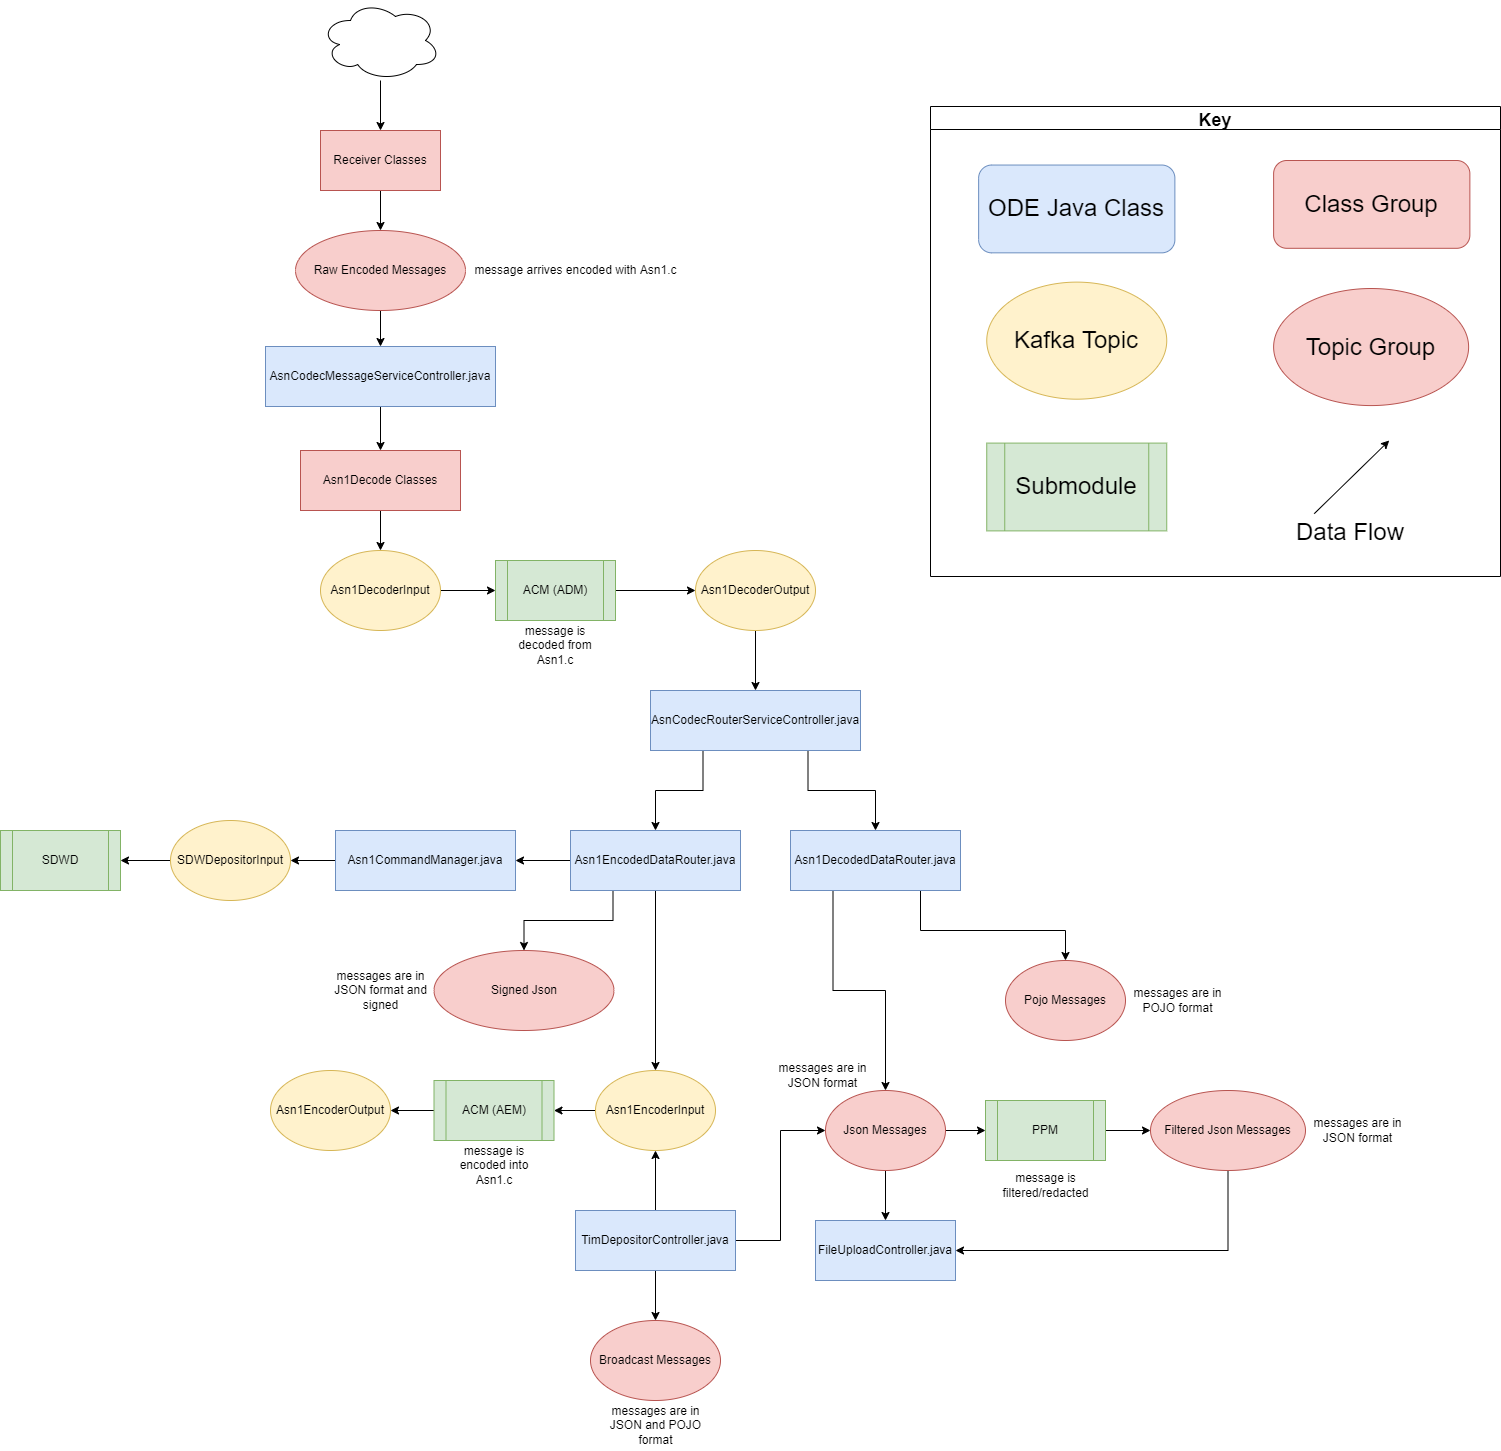 Key
ODE Java Class
Class Group
Kafka Topic
Topic Group
Submodule
Data Flow
Receiver Classes
Raw Encoded Messages
message arrives encoded with Asn1.c
AsnCodecMessageServiceController.java
Asn1Decode Classes
Asn1DecoderInput
ACM (ADM)
message is
decoded from
Asn1.c
Asn1DecoderOutput
AsnCodecRouterServiceController.java
SDWD
SDWDepositorInput
Asn1CommandManager.java
Asn1EncodedDataRouter.java
Asn1DecodedDataRouter.java
messages are in
JSON format and
signed
Signed Json
Pojo Messages
messages are in
POJO format
Asn1EncoderOutput
ACM (AEM)
message is
encoded into
Asn1.c
Asn1EncoderInput
messages are in
JSON format
Json Messages
PPM
message is
filtered/redacted
Filtered Json Messages
messages are in
JSON format
TimDepositorController.java
FileUploadController.java
Broadcast Messages
messages are in
JSON and POJO
format